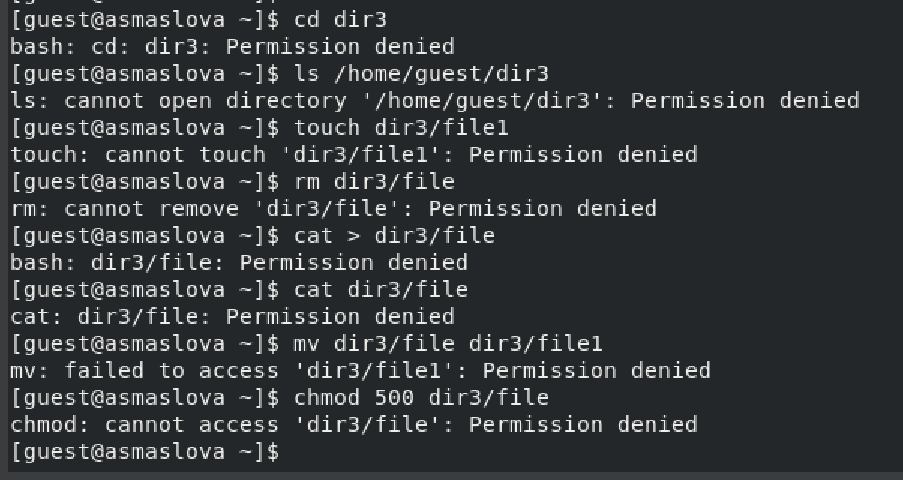 [guest@asmaslova ~]$ cd dir3
bash: cd: dir3: Permission denied
[guest@asmaslova ~]$ ls /home/guest/dir3
ls: cannot open directory '/home/guest/dir3': Permission denied
[guest@asmaslova ~]$ touch dir3/file1
touch: cannot touch 'dir3/file1': Permission denied
[guest@asmaslova ~]$ rm dir3/file
rm: cannot remove 'dir3/file': Permission denied
[guest@asmaslova ~]$ cat > dir3/file
bash: dir3/file: Permission denied
[guest@asmaslova ~]$ cat dir3/file
cat: dir3/file: Permission denied
[guest@asmaslova ~]$ mv dir3/file dir3/file1
mv: failed to access 'dir3/file1': Permission denied
[guest@asmaslova ~]$ chmod 500 dir3/file
chmod: cannot access 'dir3/file': Permission denied
[guest@asmaslova ~]$